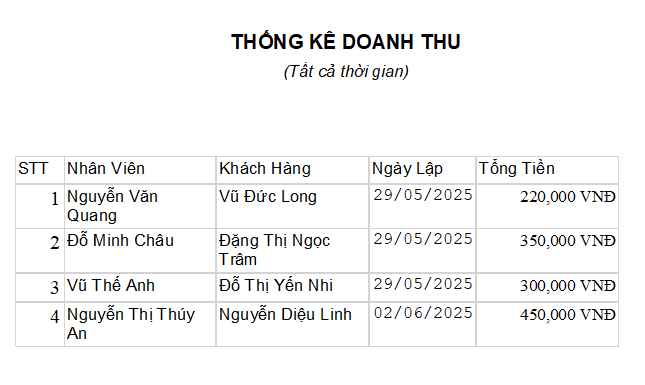 THỐNG KÊ DOANH THU
(Tất cả thời gian)
STT Nhân Viên Khách Hàng Ngày Lập Tổng Tiền
1 Nguyễn Văn Vũ Đức Long 29/05/2025 220,000 VNĐ
Quang
2 Đỗ Minh Châu Đặng Thị Ngọc 29/05/2025 350,000 VNĐ
Trâm
3 Vũ Thế Anh Đỗ Thị Yến Nhi 29/05/2025 300,000 VNĐ
4 Nguyễn Thị Thúy Nguyễn Diệu Linh 02/06/2025 450,000 VNĐ
An